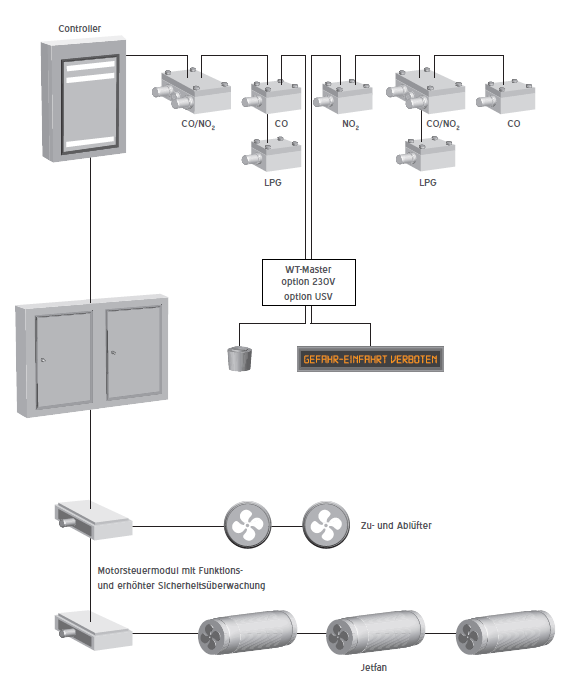 Controller
CO/NO₂
CO
NO₂
CO/NO₂
CO
LPG
LPG
WT-Master
option 230V
option USV
GEFAHR-EINFAHRT VERBOTEN
Zu- und Ablüfter
Motorsteuermodul mit Funktions-
und erhöhter Sicherheitsüberwachung
Jetfan